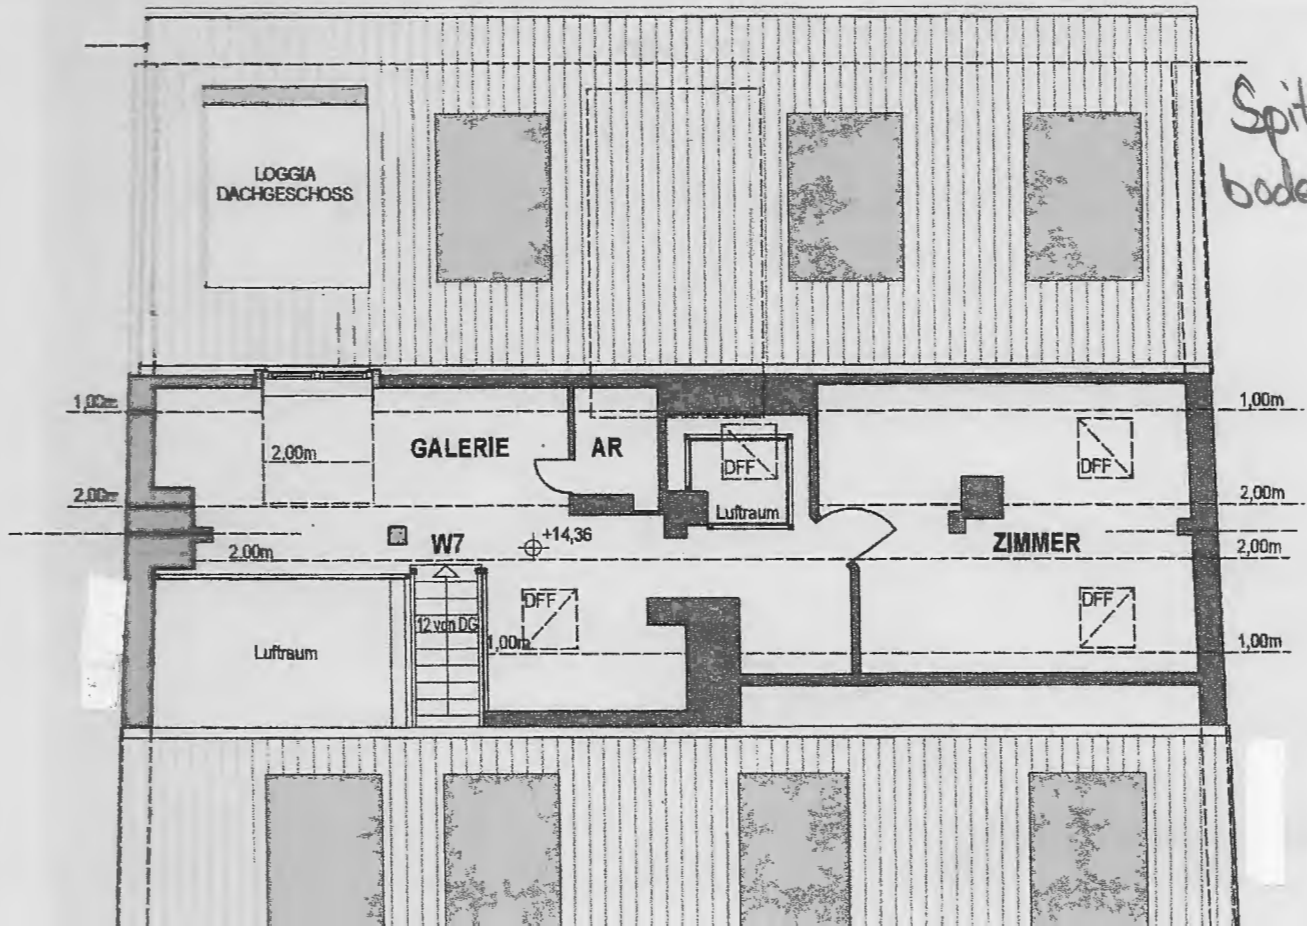 Spit
bode
LOGGIA
DACHGESCHOSS
1,00m
1,00m
GALERIE
AR
2,00m
DFF
DFF
2,00m
2,00m
Luftraum
W7
+14,36
ZIMMER
2,00m
2,00m
DFF
DFF
12 von DG
1,00m
1,00m
Luftraum